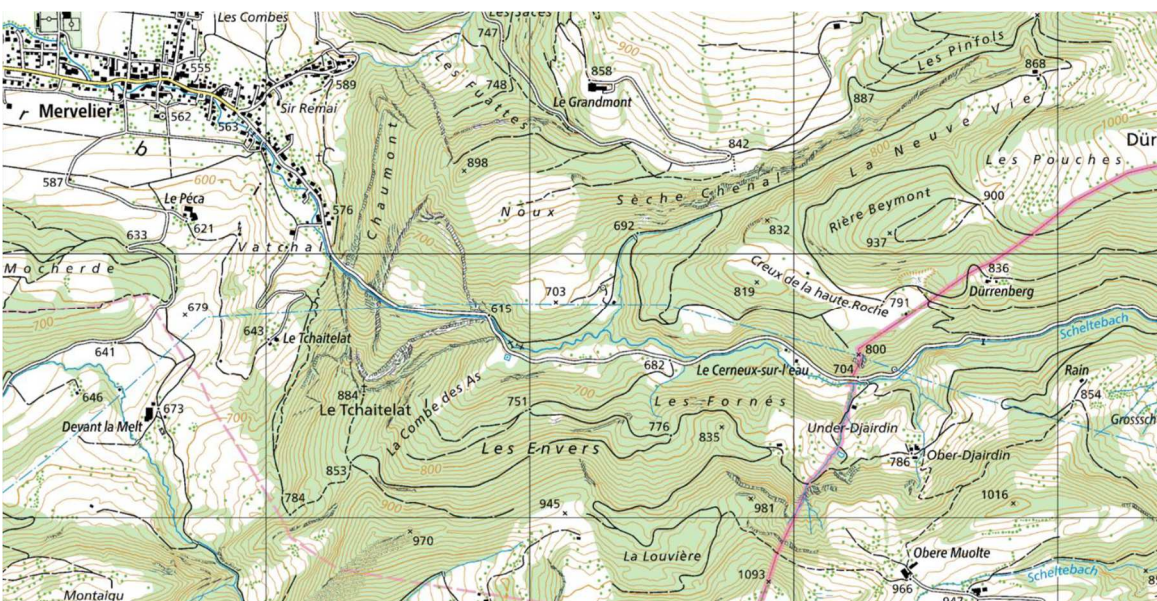 Les Combes
Les Saces
747
900
Les Pinfols
868
555
748
Les Fuattes
858
Le Grandmont
887
589
Sir Remai
Mervelier
562
563
r
b
i
842
800
La Neuve Vie
1000
Les Pouches
Dür
587
600
898
Chaumont
Sèche Chenal
Noux
Rière Beymont
900
937
Le Péca
621
576
633
Vatchal
700
692
832
Mocherde
Creux de la haute Roche
836
Dürrenberg
703
819
791
679
615
700
643
Le Tchaitelat
641
Scheltebach
800
682
Le Cerneux-sur-l'eau
704
Rain
854
646
884
Le Tchaitelat
La Combe des As
700
751
Les Fornés
Grosssch
Devant la Melt
673
700
776
835
Under-Djairdin
Les Envers
786
Ober-Djairdin
853
800
784
900
945
981
1016
970
La Louvière
Obere Muolte
1093
966
Scheltebach
Montaigu
947